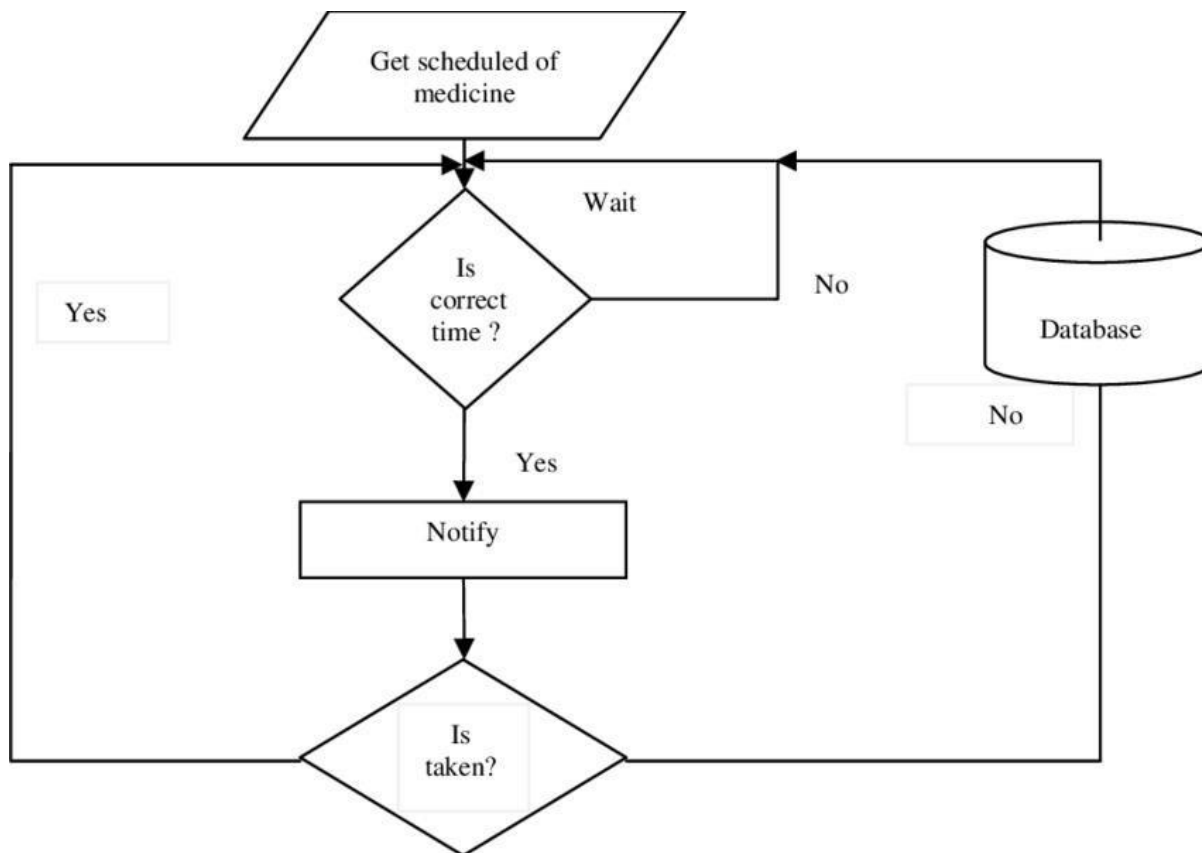 Get scheduled of
medicine
Wait
Is
correct
time ?
No
Yes
Database
No
Yes
Notify
Is
taken?